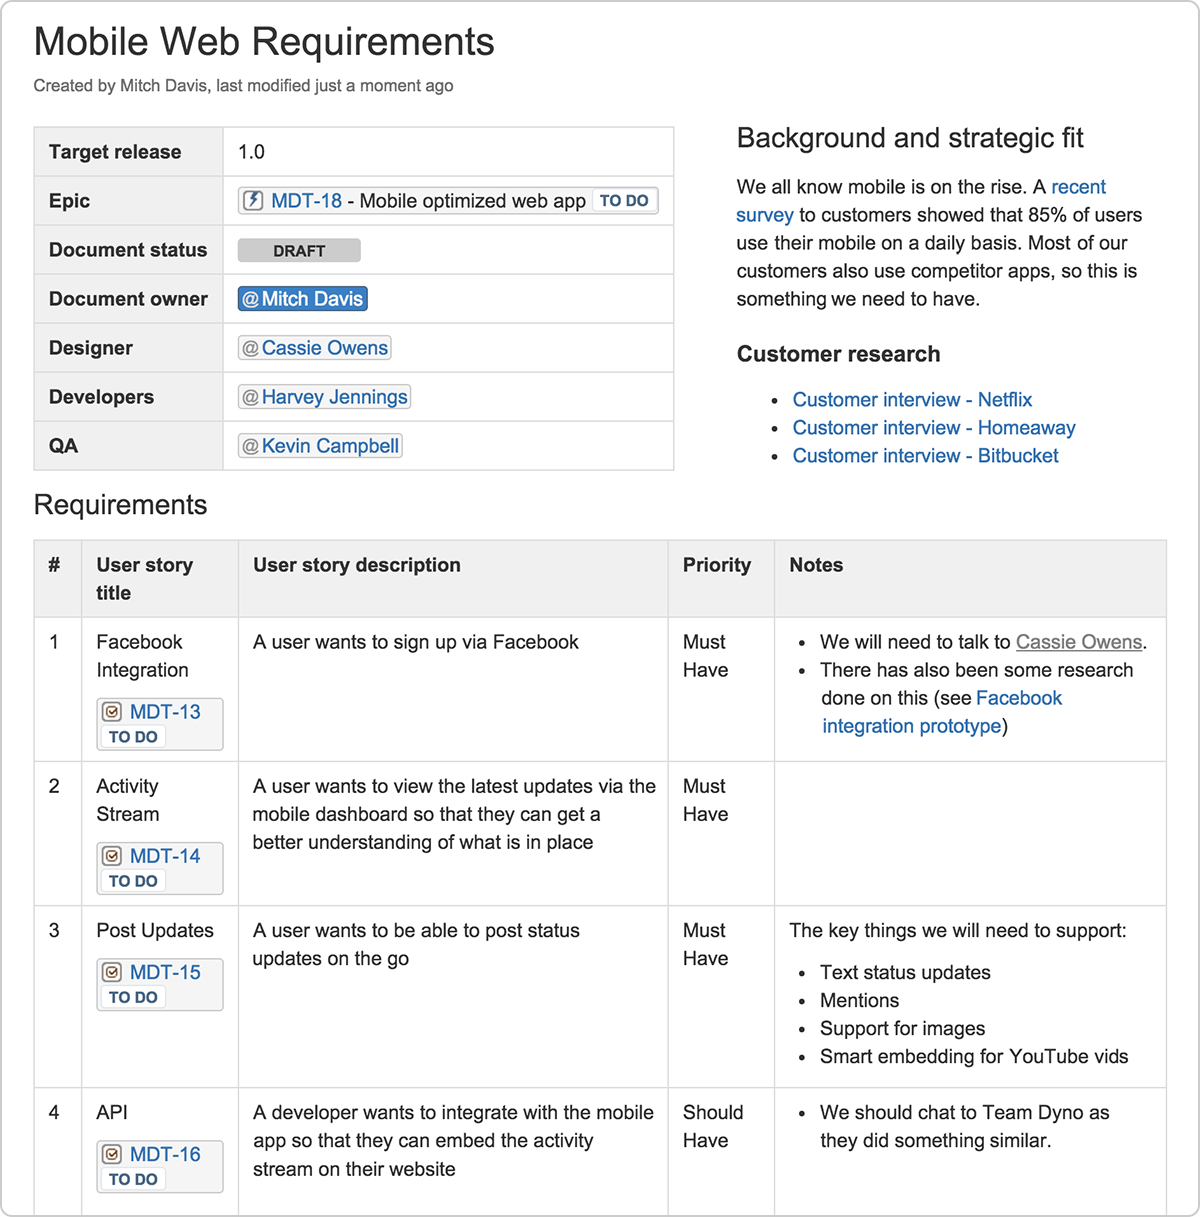 Mobile Web Requirements
Created by Mitch Davis, last modified just a moment ago
Target release 1.0
Epic MDT-18 - Mobile optimized web app TO DO
Document status DRAFT
Document owner @Mitch Davis
Designer @Cassie Owens
Developers @Harvey Jennings
QA @Kevin Campbell
Background and strategic fit
We all know mobile is on the rise. A recent
survey to customers showed that 85% of users
use their mobile on a daily basis. Most of our
customers also use competitor apps, so this is
something we need to have.
Customer research
• Customer interview - Netflix
• Customer interview - Homeaway
• Customer interview - Bitbucket
Requirements
# User story title User story description Priority Notes
1
Facebook
Integration
MDT-13
TO DO
A user wants to sign up via Facebook
Must
Have
• We will need to talk to Cassie Owens.
• There has also been some research
done on this (see Facebook
integration prototype)
2
Activity
Stream
MDT-14
TO DO
A user wants to view the latest updates via the
mobile dashboard so that they can get a
better understanding of what is in place
Must
Have
3
Post Updates
MDT-15
TO DO
A user wants to be able to post status
updates on the go
Must
Have
The key things we will need to support:
• Text status updates
• Mentions
• Support for images
• Smart embedding for YouTube vids
4
API
MDT-16
TO DO
A developer wants to integrate with the mobile
app so that they can embed the activity
stream on their website
Should
Have
• We should chat to Team Dyno as
they did something similar.